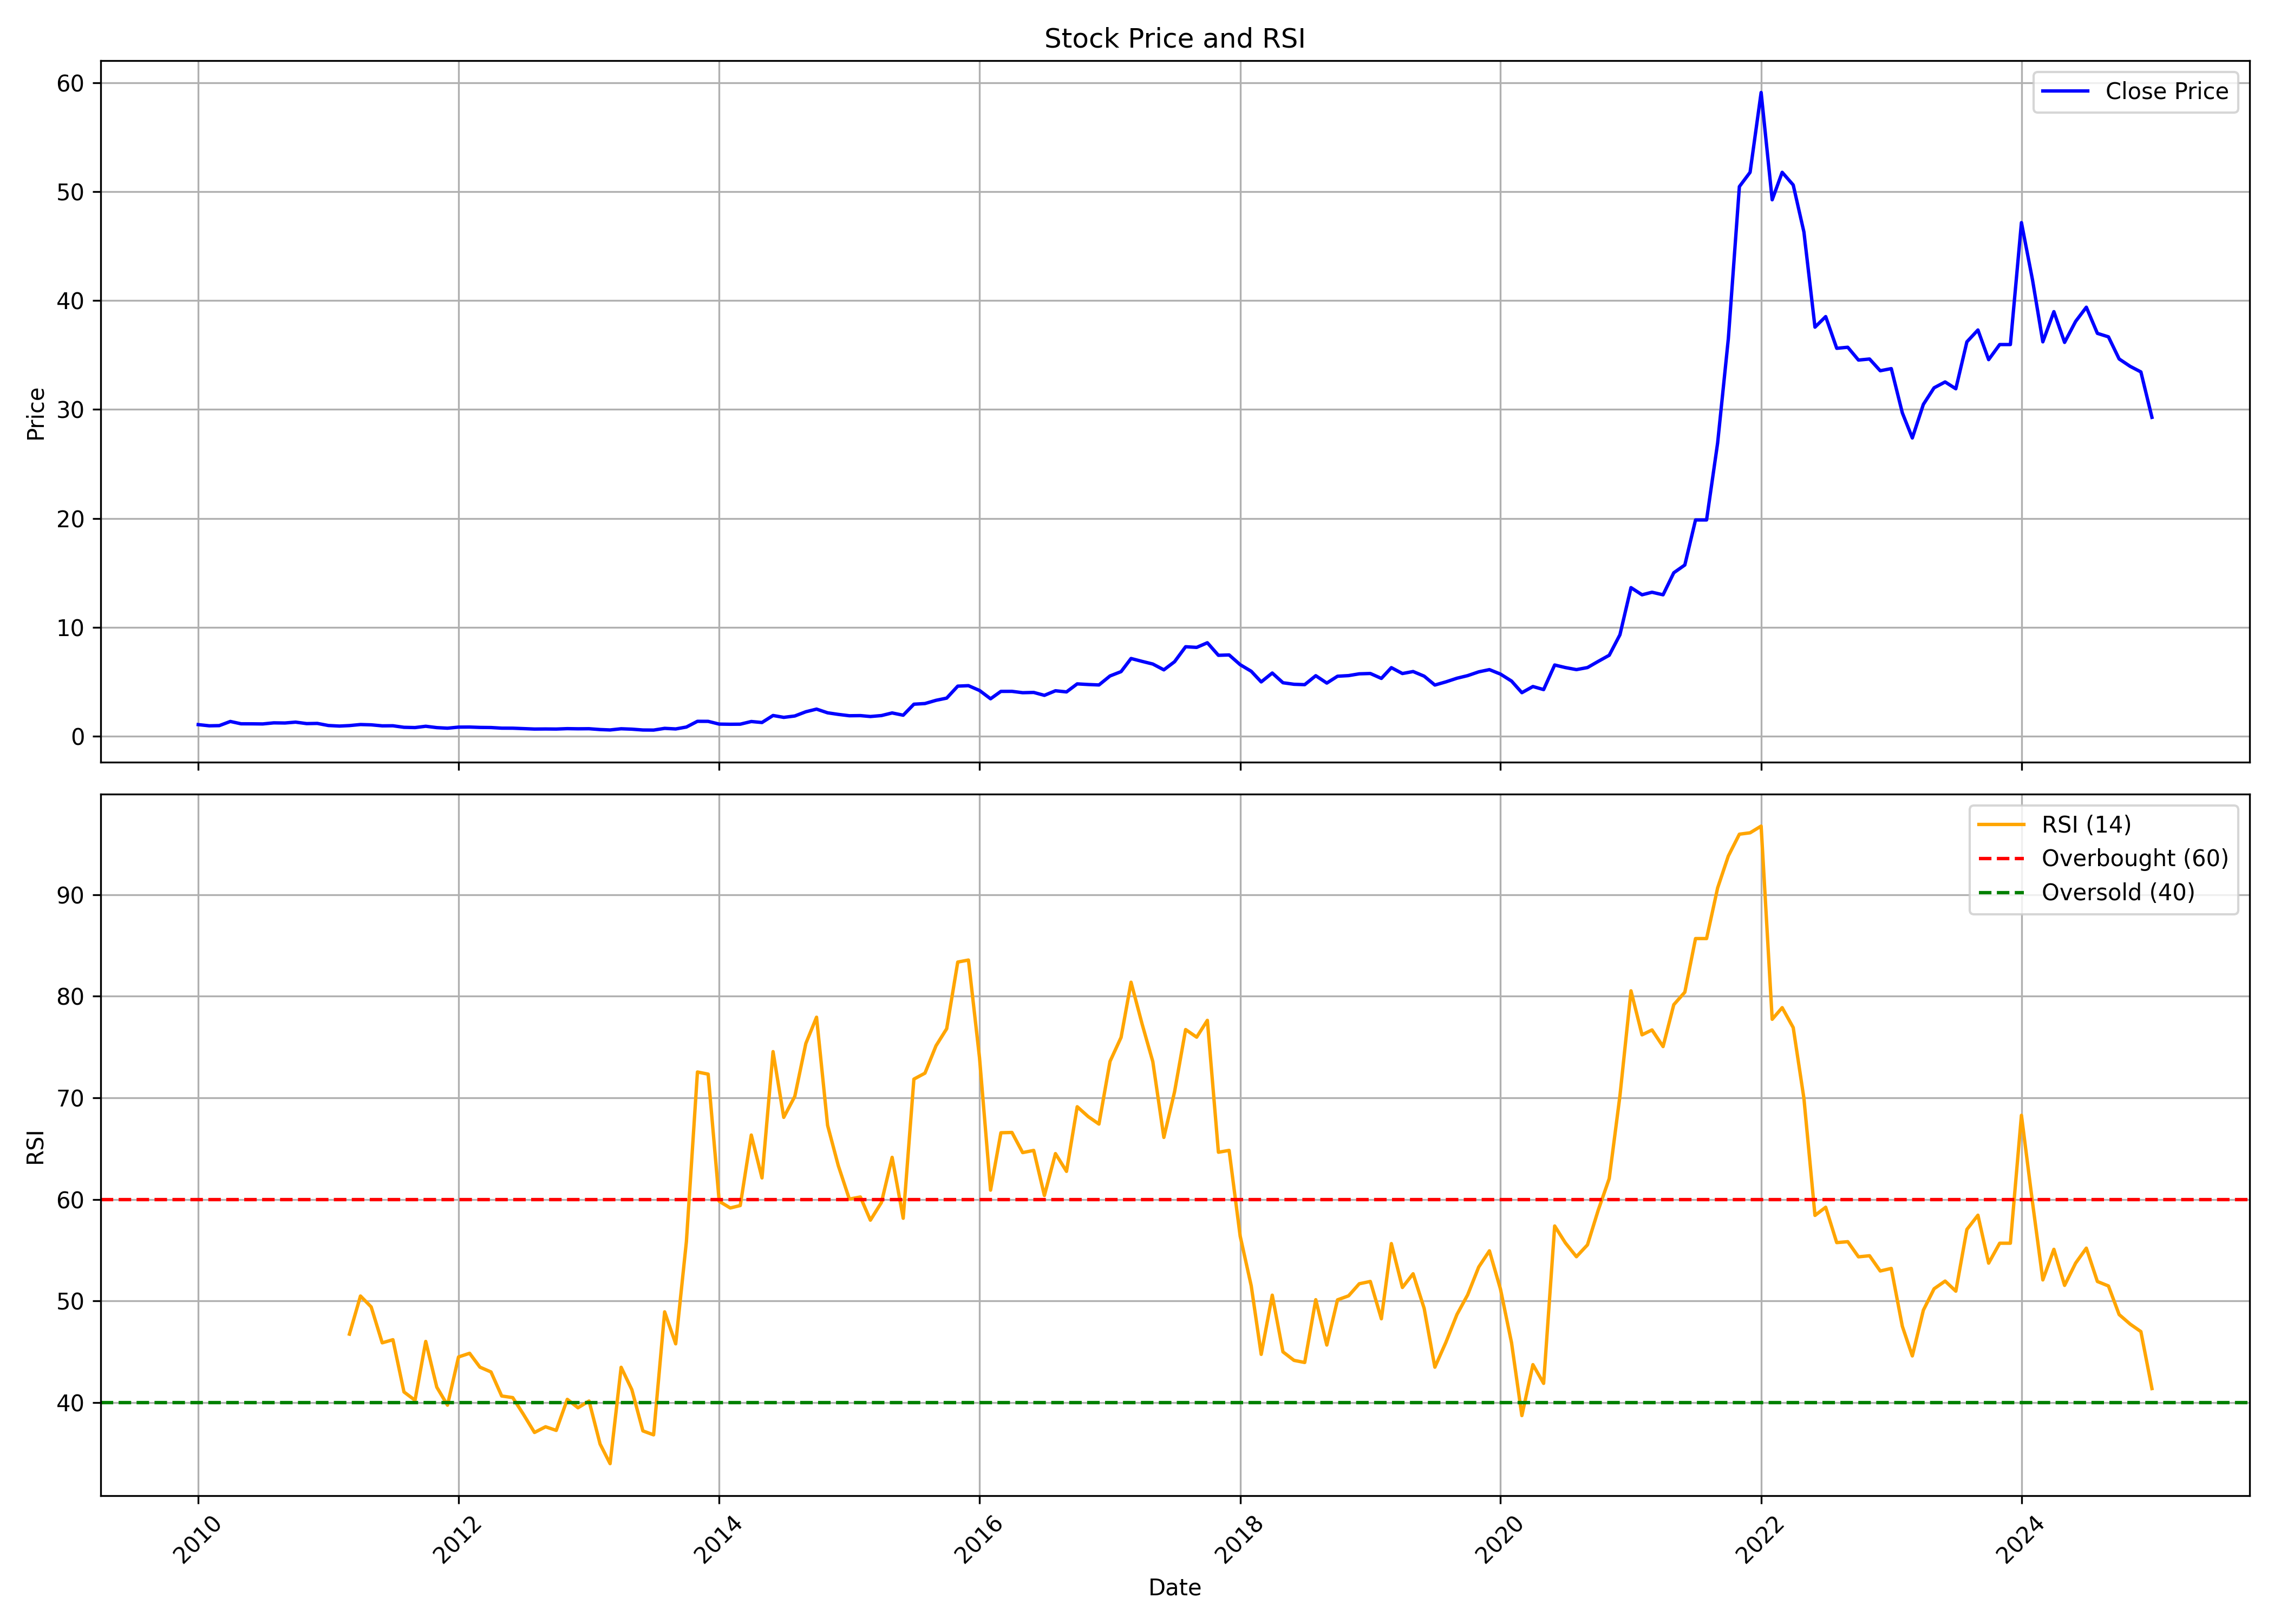 Stock Price and RSI
60
50
40
30
20
10
0
Price
Close Price
90
80
70
60
50
40
RSI
RSI (14)
Overbought (60)
Oversold (40)
2010
2012
2014
2016
2018
2020
2022
2024
Date